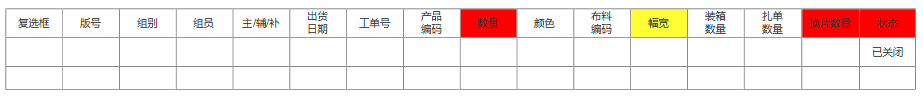 复选框 版号 组别 组员 主/辅/补 出货日期 工单号 产品编码 数量 颜色 布料编码 幅宽 装箱数量 扎单数量 换片数量 状态
已关闭